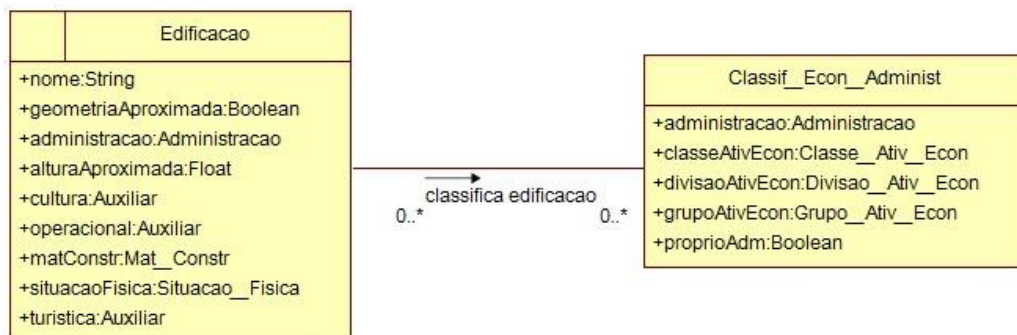 Edificacao
+nome:String
+geometriaAproximada:Boolean
+administracao:Administracao
+alturaAproximada:Float
+cultura:Auxiliar
+operacional:Auxiliar
+matConstr:Mat__Constr
+situacaoFisica:Situacao__Fisica
+turistica:Auxiliar
classifica edificacao
0..*
0..*
Classif__Econ__Administ
+administracao:Administracao
+classeAtivEcon:Classe__Ativ__Econ
+divisaoAtivEcon:Divisao__Ativ__Econ
+grupoAtivEcon:Grupo__Ativ__Econ
+proprioAdm:Boolean